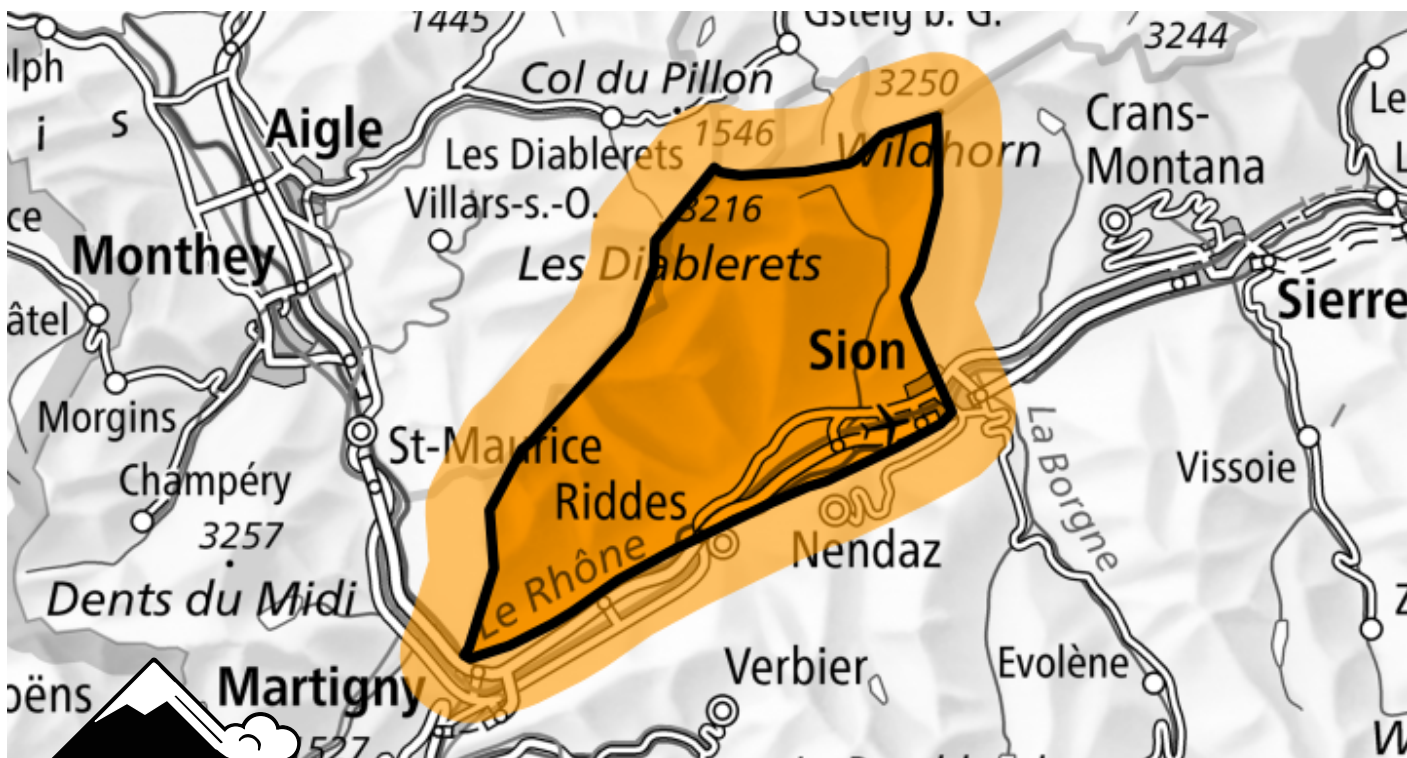 1445
Gsteig b. G.
3244
Col du Pillon
3250
Aigle
1546
Crans-
Montana
i s
Les Diablerets
Wildhorn
Villars-s.-O.
3216
Monthey
Les Diablerets
Sierre
Sion
Morgins
St-Maurice
La Borgne
Champéry
Riddes
Vissoie
3257
Le Rhône
Nendaz
Dents du Midi
Martigny
Verbier
Evolène